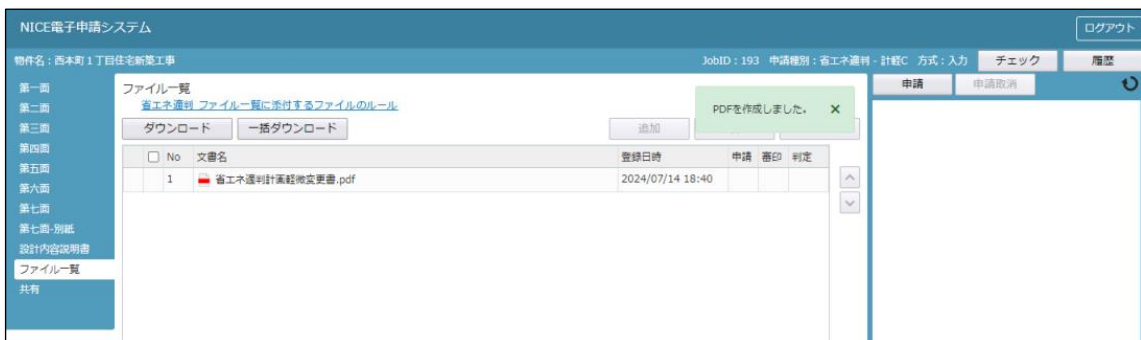 NICE電子申請システム
ログアウト
物件名：西本町１丁目住宅新築工事
JobID：193 申請種別：省エネ適判 - 計軽C 方式：入力
チェック
履歴
第一面
第二面
第三面
第四面
第五面
第六面
第七面
第七面-別紙
設計内容説明書
ファイル一覧
共有
ファイル一覧
省エネ適判_ファイル一覧に添付するファイルのルール
ダウンロード
一括ダウンロード
追加
PDFを作成しました。 ×
No 文書名 登録日時 申請 審印 判定
1 省エネ適判計画軽微変更書.pdf 2024/07/14 18:40
申請
申請取消